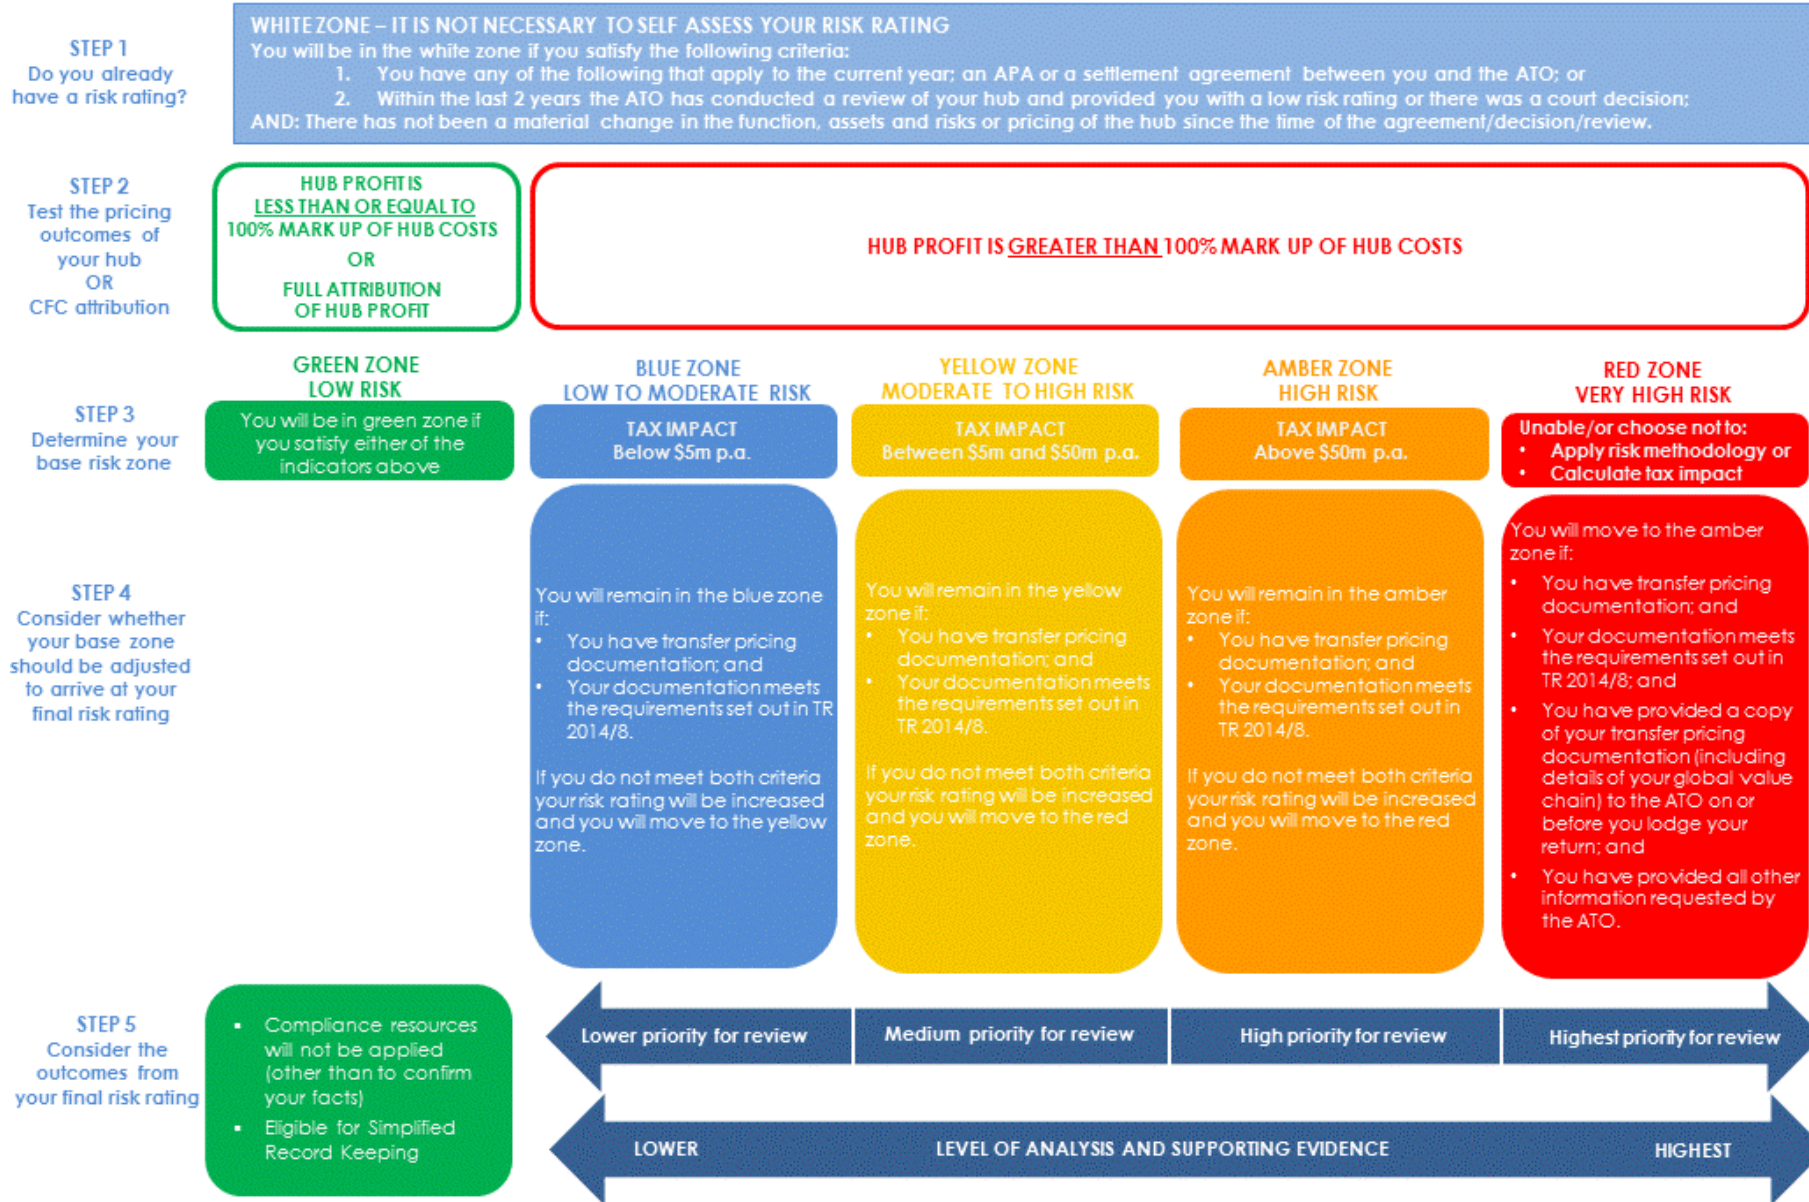 STEP 1
Do you already
have a risk rating?
WHITE ZONE – IT IS NOT NECESSARY TO SELF ASSESS YOUR RISK RATING
You will be in the white zone if you satisfy the following criteria:
1. You have any of the following that apply to the current year; an APA or a settlement agreement between you and the ATO; or
2. Within the last 2 years the ATO has conducted a review of your hub and provided you with a low risk rating or there was a court decision;
AND: There has not been a material change in the function, assets and risks or pricing of the hub since the time of the agreement/decision/review.
STEP 2
Test the pricing
outcomes of
your hub
OR
CFC attribution
HUB PROFIT IS
LESS THAN OR EQUAL TO
100% MARK UP OF HUB COSTS
OR
FULL ATTRIBUTION
OF HUB PROFIT
HUB PROFIT IS GREATER THAN 100% MARK UP OF HUB COSTS
STEP 3
Determine your
base risk zone
GREEN ZONE
LOW RISK
You will be in green zone if
you satisfy either of the
indicators above
BLUE ZONE
LOW TO MODERATE RISK
TAX IMPACT
Below $5m p.a.
YELLOW ZONE
MODERATE TO HIGH RISK
TAX IMPACT
Between $5m and $50m p.a.
AMBER ZONE
HIGH RISK
TAX IMPACT
Above $50m p.a.
RED ZONE
VERY HIGH RISK
Unable/or choose not to:
• Apply risk methodology or
• Calculate tax impact
STEP 4
Consider whether
your base zone
should be adjusted
to arrive at your
final risk rating
You will remain in the blue zone
if:
• You have transfer pricing
documentation; and
• Your documentation meets
the requirements set out in TR
2014/8.
If you do not meet both criteria
your risk rating will be increased
and you will move to the yellow
zone.
You will remain in the yellow
zone if:
• You have transfer pricing
documentation; and
• Your documentation meets
the requirements set out in
TR 2014/8.
If you do not meet both criteria
your risk rating will be increased
and you will move to the red
zone.
You will remain in the amber
zone if:
• You have transfer pricing
documentation; and
• Your documentation meets
the requirements set out in
TR 2014/8.
If you do not meet both criteria
your risk rating will be increased
and you will move to the red
zone.
You will move to the amber
zone if:
• You have transfer pricing
documentation; and
• Your documentation meets
the requirements set out in
TR 2014/8; and
• You have provided a copy
of your transfer pricing
documentation (including
details of your global value
chain) to the ATO on or
before you lodge your
return; and
• You have provided all other
information requested by
the ATO.
STEP 5
Consider the
outcomes from
your final risk rating
▪ Compliance resources
will not be applied
(other than to confirm
your facts)
▪ Eligible for Simplified
Record Keeping
Lower priority for review
Medium priority for review
High priority for review
Highest priority for review
LOWER
LEVEL OF ANALYSIS AND SUPPORTING EVIDENCE
HIGHEST